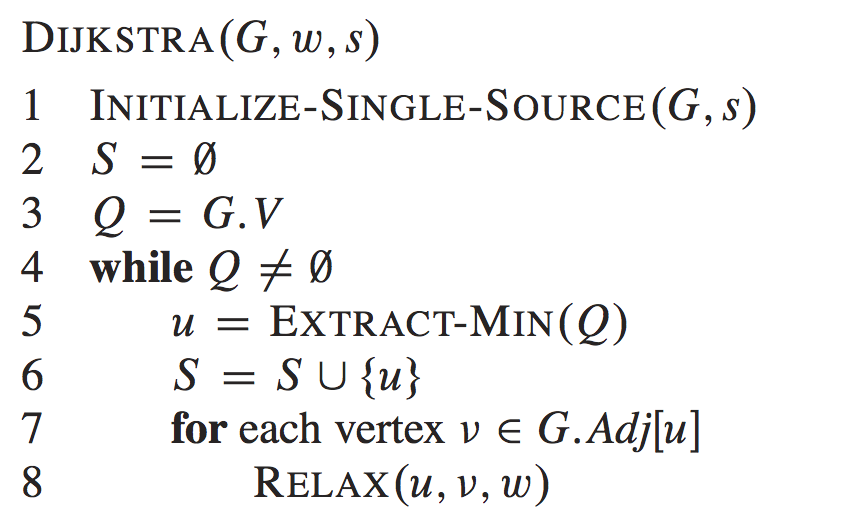 DIJKSTRA(G, w, s)
1 INITIALIZE-SINGLE-SOURCE(G, s)
2 S = ∅
3 Q = G.V
4 while Q ≠ ∅
5 u = EXTRACT-MIN(Q)
6 S = S ∪ {u}
7 for each vertex v ∈ G.Adj[u]
8 RELAX(u, v, w)